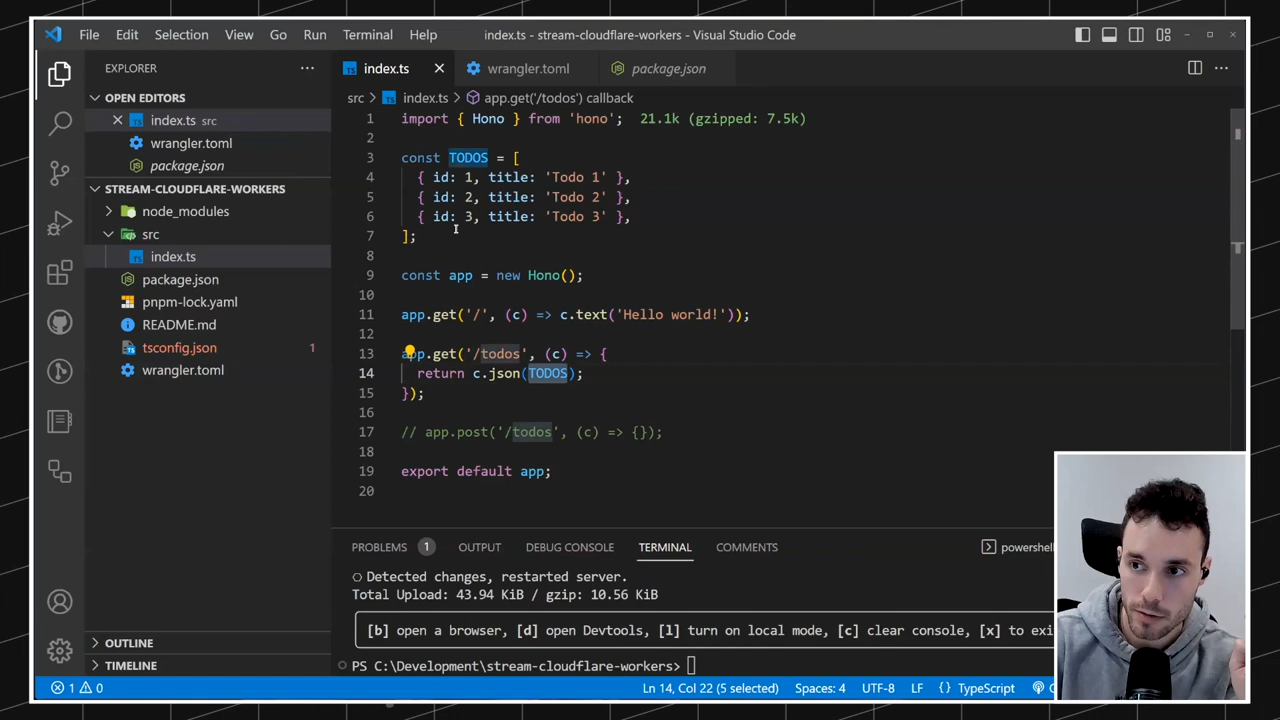 File Edit Selection View Go Run Terminal Help index.ts - stream-cloudflare-workers - Visual Studio Code
EXPLORER
OPEN EDITORS
index.ts src
wrangler.toml
package.json
STREAM-CLOUDFLARE-WORKERS
node_modules
src
index.ts
package.json
pnpm-lock.yaml
README.md
tsconfig.json 1
wrangler.toml
OUTLINE
TIMELINE
index.ts wrangler.toml package.json
src > index.ts > app.get('/todos') callback
1 import { Hono } from 'hono'; 21.1k (gzipped: 7.5k)
2
3 const TODOS = [
4 { id: 1, title: 'Todo 1' },
5 { id: 2, title: 'Todo 2' },
6 { id: 3, title: 'Todo 3' },
7 ];
8
9 const app = new Hono();
10
11 app.get('/', (c) => c.text('Hello world!'));
12
13 app.get('/todos', (c) => {
14 return c.json(TODOS);
15 });
16
17 // app.post('/todos', (c) => {});
18
19 export default app;
20
PROBLEMS 1 OUTPUT DEBUG CONSOLE TERMINAL COMMENTS powershell
Detected changes, restarted server.
Total Upload: 43.94 KiB / gzip: 10.56 KiB
[b] open a browser, [d] open Devtools, [l] turn on local mode, [c] clear console, [x] to exi
PS C:\Development\stream-cloudflare-workers>
1 0 Ln 14, Col 22 (5 selected) Spaces: 4 UTF-8 LF {} TypeScript